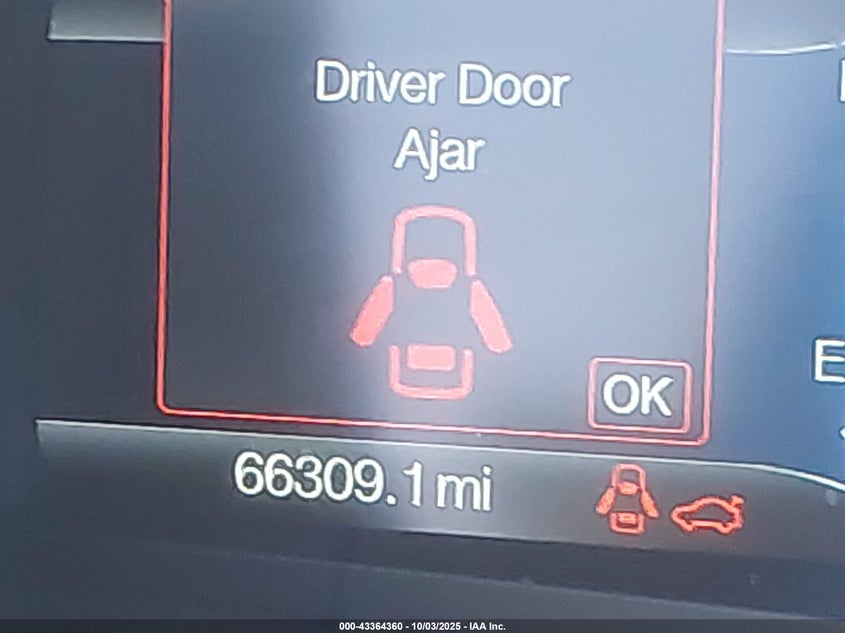 Driver Door
Ajar
OK
E
66309.1 mi
000-43364360 - 10/03/2025 - IAA Inc.